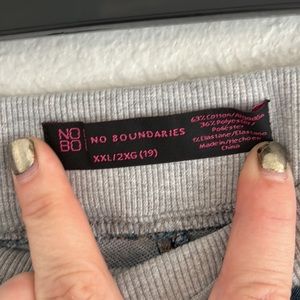 NO
BO
NO BOUNDARIES
XXL/2XG (19)
63% Cotton/Algodón
36% Polyester/
Poliéster
1% Elastane/Elastano
Made in/Hecho en
China